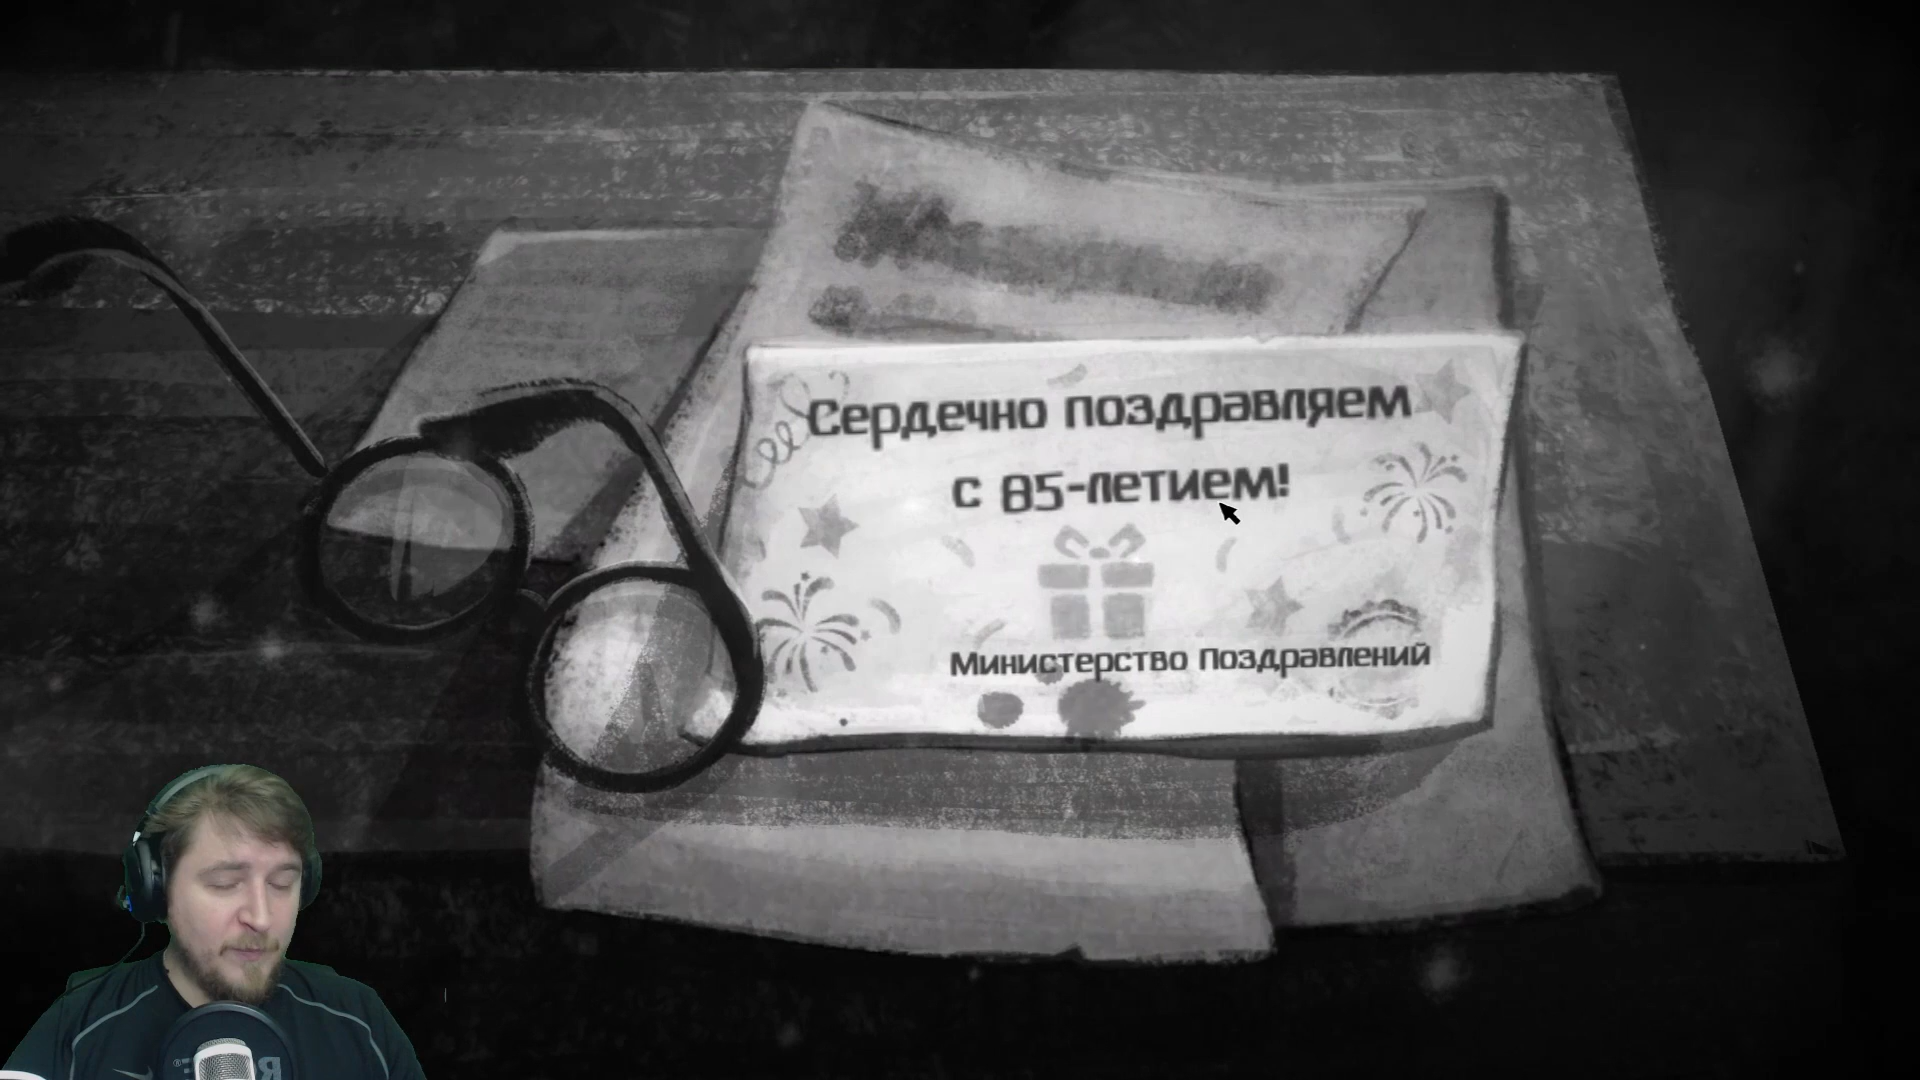 Сердечно поздравляем
с 85-летием!
Министерство Поздравлений